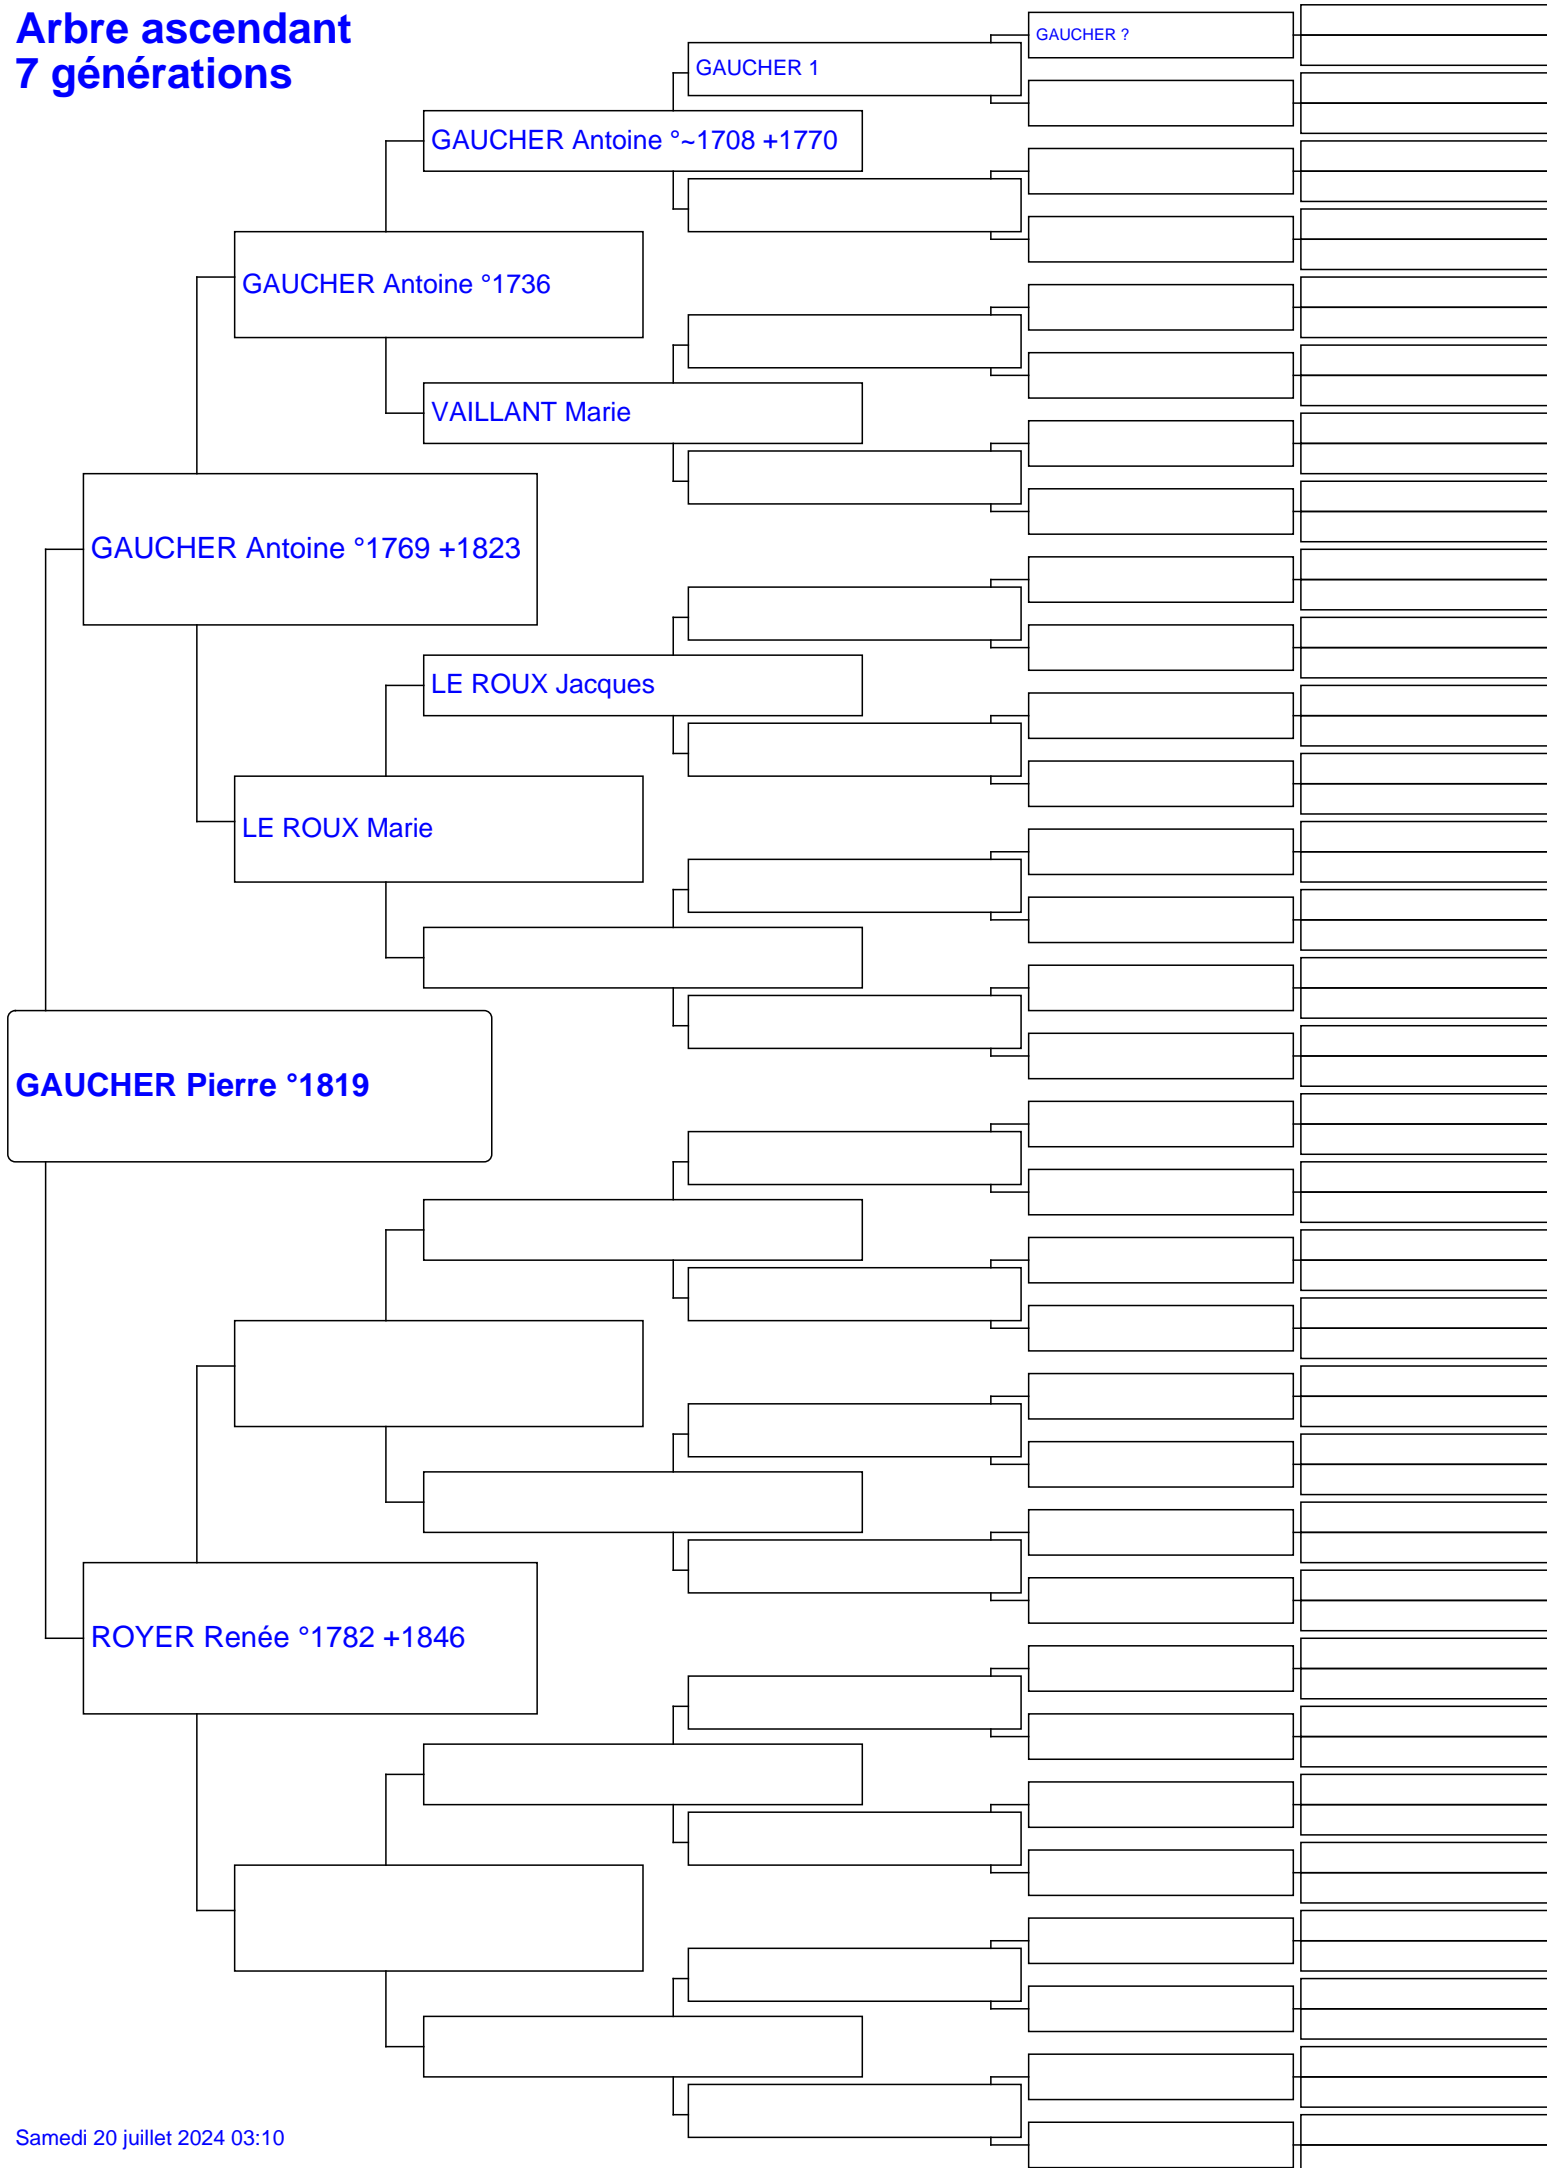 Arbre ascendant
7 générations
GAUCHER ?
GAUCHER 1
GAUCHER Antoine °~1708 +1770
GAUCHER Antoine °1736
VAILLANT Marie
GAUCHER Antoine °1769 +1823
LE ROUX Jacques
LE ROUX Marie
GAUCHER Pierre °1819
ROYER Renée °1782 +1846
Samedi 20 juillet 2024 03:10